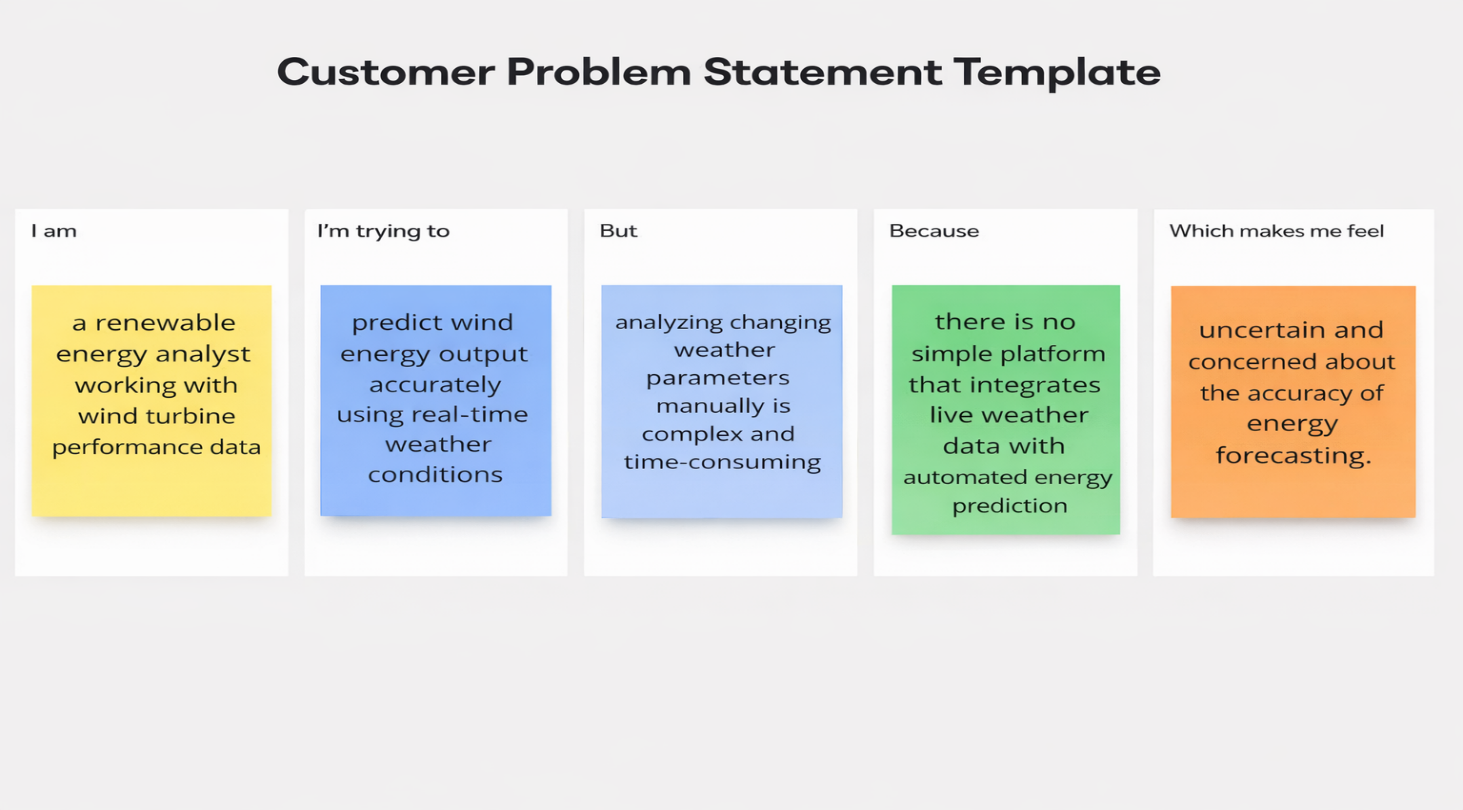 Customer Problem Statement Template
I am
a renewable
energy analyst
working with
wind turbine
performance data
I'm trying to
predict wind
energy output
accurately
using real-time
weather
conditions
But
analyzing changing
weather
parameters
manually is
complex and
time-consuming
Because
there is no
simple platform
that integrates
live weather
data with
automated energy
prediction
Which makes me feel
uncertain and
concerned about
the accuracy of
energy
forecasting.